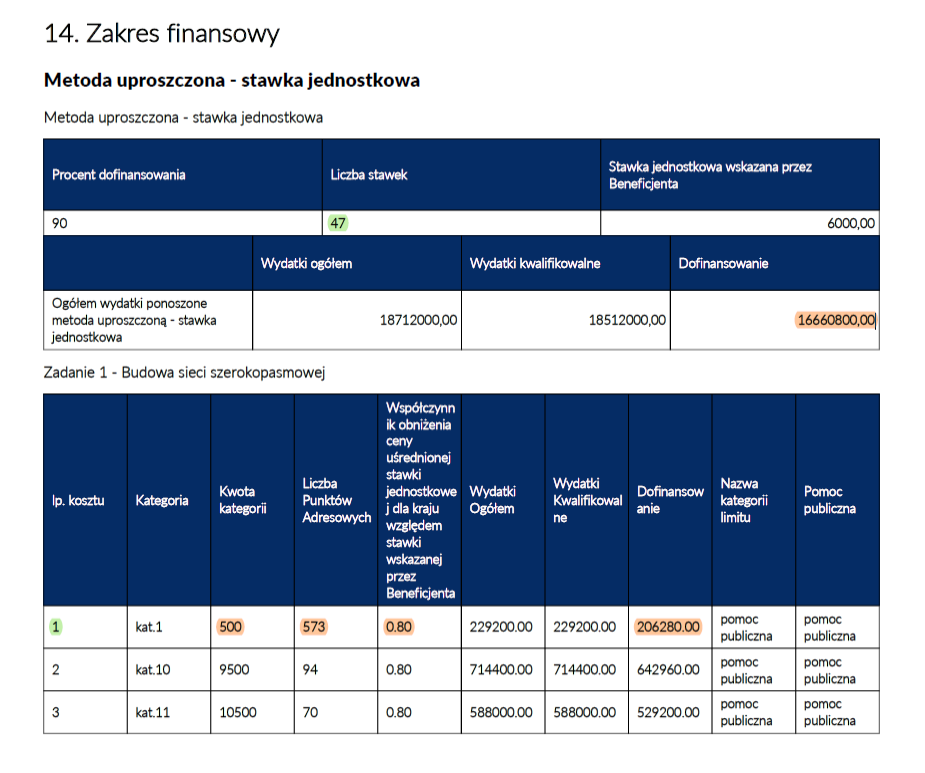 14. Zakres finansowy
Metoda uproszczona - stawka jednostkowa
Metoda uproszczona - stawka jednostkowa
Procent dofinansowania
Liczba stawek
Stawka jednostkowa wskazana przez
Beneficjenta
90
47
6000,00
Wydatki ogółem
Wydatki kwalifikowalne
Dofinansowanie
Ogółem wydatki ponoszone
metoda uproszczoną - stawka
jednostkowa
18712000,00
18512000,00
16660800,00
Zadanie 1 - Budowa sieci szerokopasmowej
lp. kosztu
Kategoria
Kwota
kategorii
Liczba
Punktów
Adresowych
Współczynn
ik obniżenia
ceny
uśrednionej
stawki
jednostkowe
j dla kraju
względem
stawki
wskazanej
przez
Beneficjenta
Wydatki
Ogółem
Wydatki
Kwalifikowal
ne
Dofinansow
anie
Nazwa
kategorii
limitu
Pomoc
publiczna
1
kat.1
500
573
0.80
229200.00
229200.00
206280.00
pomoc
publiczna
pomoc
publiczna
2
kat.10
9500
94
0.80
714400.00
714400.00
642960.00
pomoc
publiczna
pomoc
publiczna
3
kat.11
10500
70
0.80
588000.00
588000.00
529200.00
pomoc
publiczna
pomoc
publiczna